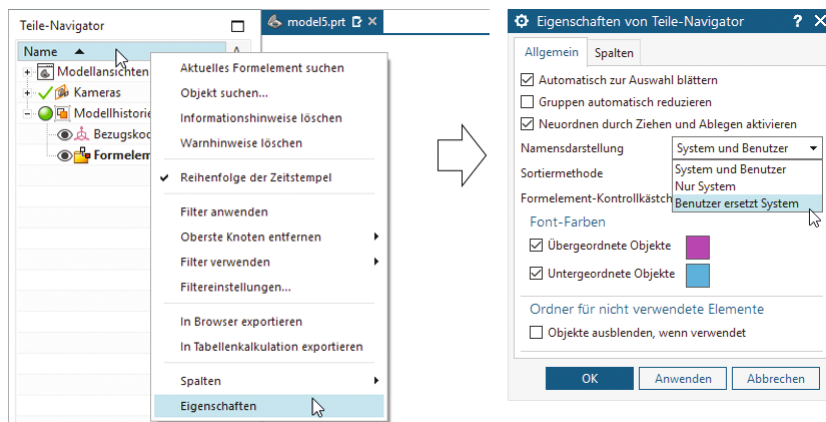 Teile-Navigator
model5.prt
Name
Modellansichten
Kameras
Modellhistorie
Bezugskoo
Formelem
Aktuelles Formelement suchen
Objekt suchen...
Informationshinweise löschen
Warnhinweise löschen
Reihenfolge der Zeitstempel
Filter anwenden
Oberste Knoten entfernen
Filter verwenden
Filtereinstellungen...
In Browser exportieren
In Tabellenkalkulation exportieren
Spalten
Eigenschaften
Eigenschaften von Teile-Navigator
Allgemein Spalten
Automatisch zur Auswahl blättern
Gruppen automatisch reduzieren
Neuordnen durch Ziehen und Ablegen aktivieren
Namensdarstellung System und Benutzer
Sortiermethode System und Benutzer
Nur System
Formelement-Kontrollkästch Benutzer ersetzt System
Font-Farben
Übergeordnete Objekte
Untergeordnete Objekte
Ordner für nicht verwendete Elemente
Objekte ausblenden, wenn verwendet
OK Anwenden Abbrechen